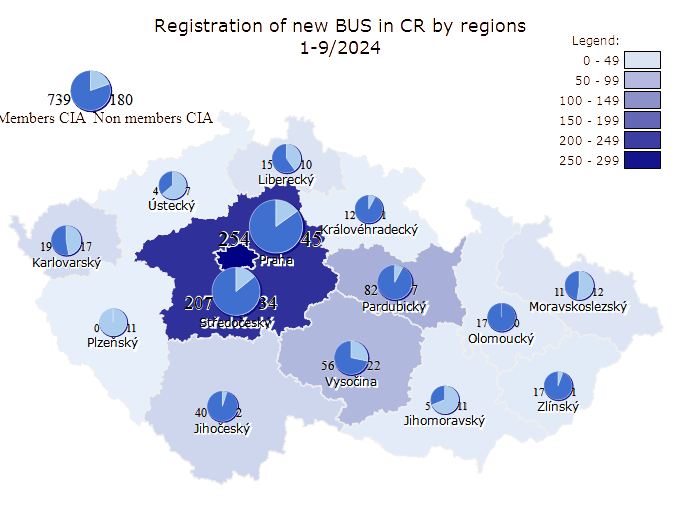 Registration of new BUS in CR by regions
1-9/2024
Legend:
0 - 49
50 - 99
100 - 149
150 - 199
200 - 249
250 - 299
739 180
Members CIA Non members CIA
15 10
Liberecký
4 7
Ústecký
12 1
Královéhradecký
19 17
Karlovarský
254 45
Praha
207 34
Středočeský
82 7
Pardubický
11 12
Moravskoslezský
0 11
Plzeňský
17 0
Olomoucký
56 22
Vysočina
17 1
Zlínský
40 2
Jihočeský
5 11
Jihomoravský